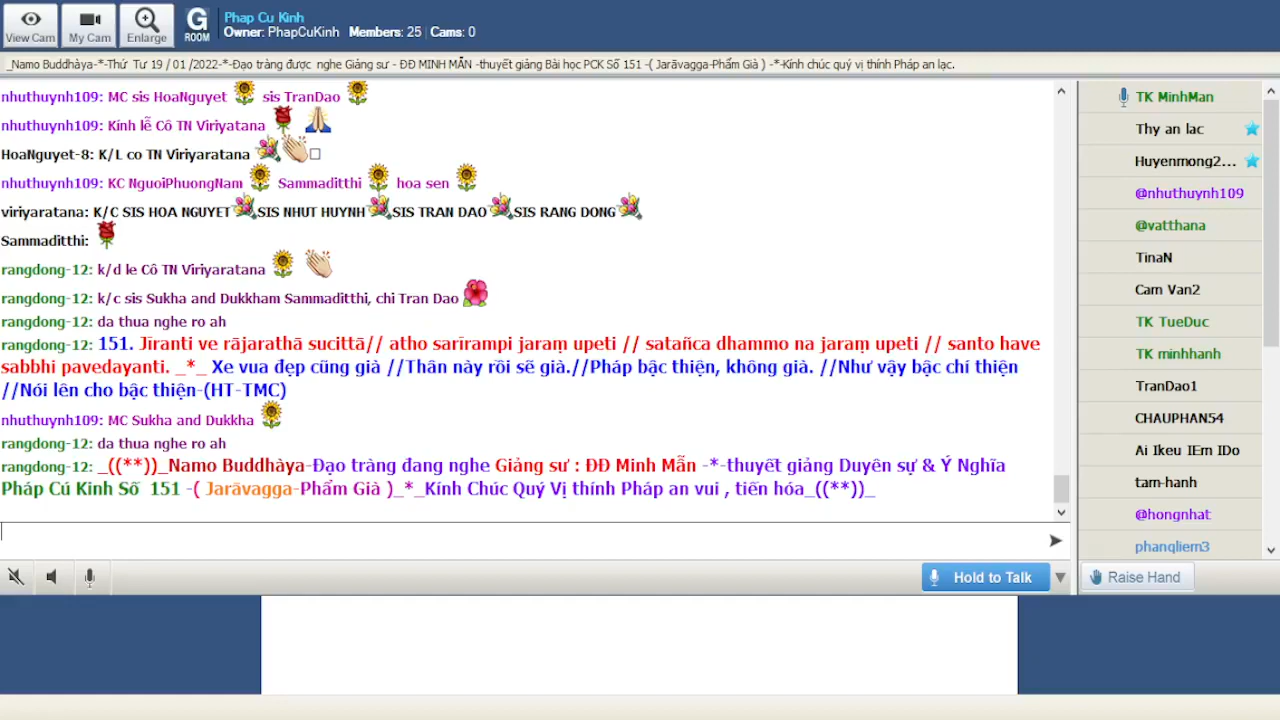 View Cam
My Cam
Enlarge
G
ROOM
Phap Cu Kinh
Owner: PhapCuKinh Members: 25 Cams: 0
_Namo Buddhàya-*-Thứ Tư 19 / 01 /2022-*-Đạo tràng được nghe Giảng sư - ĐĐ MINH MẪN -thuyết giảng Bài học PCK Số 151 -( Jarāvagga-Phẩm Già ) -*-Kính chúc quý vị thính Pháp an lạc.
nhuthuynh109: MC sis HoaNguyet sis TranDao
nhuthuynh109: Kính lễ Cô TN Viriyatana
HoaNguyet-8: K/L co TN Viriyaratana
nhuthuynh109: KC NguoiPhuongNam Sammaditthi hoa sen
viriyaratana: K/C SIS HOA NGUYET SIS NHUT HUYNH SIS TRAN DAO SIS RANG DONG
Sammaditthi:
rangdong-12: k/d le Cô TN Viriyaratana
rangdong-12: k/c sis Sukha and Dukkham Sammaditthi, chi Tran Dao
rangdong-12: da thua nghe ro ah
rangdong-12: 151. Jīranti ve rājarathā sucittā// atho sarīrampi jaraṃ upeti // satañca dhammo na jaraṃ upeti // santo have
sabbhi pavedayanti. _*_ Xe vua đẹp cũng già //Thân này rồi sẽ già.//Pháp bậc thiện, không già. //Như vậy bậc chí thiện
//Nói lên cho bậc thiện-(HT-TMC)
nhuthuynh109: MC Sukha and Dukkha
rangdong-12: da thua nghe ro ah
rangdong-12: _((**))_Namo Buddhàya-Đạo tràng đang nghe Giảng sư : ĐĐ Minh Mẫn -*-thuyết giảng Duyên sự & Ý Nghĩa
Pháp Cú Kinh Số 151 -( Jarāvagga-Phẩm Già )_*_Kính Chúc Quý Vị thính Pháp an vui , tiến hóa_((**))_
TK MinhMan
Thy an lac
Huyenmong2...
@nhuthuynh109
@vatthana
TinaN
Cam Van2
TK TueDuc
TK minhhanh
TranDao1
CHAUPHAN54
Ai Ikeu IEm IDo
tam-hanh
@hongnhat
phanqliem3
Hold to Talk
Raise Hand